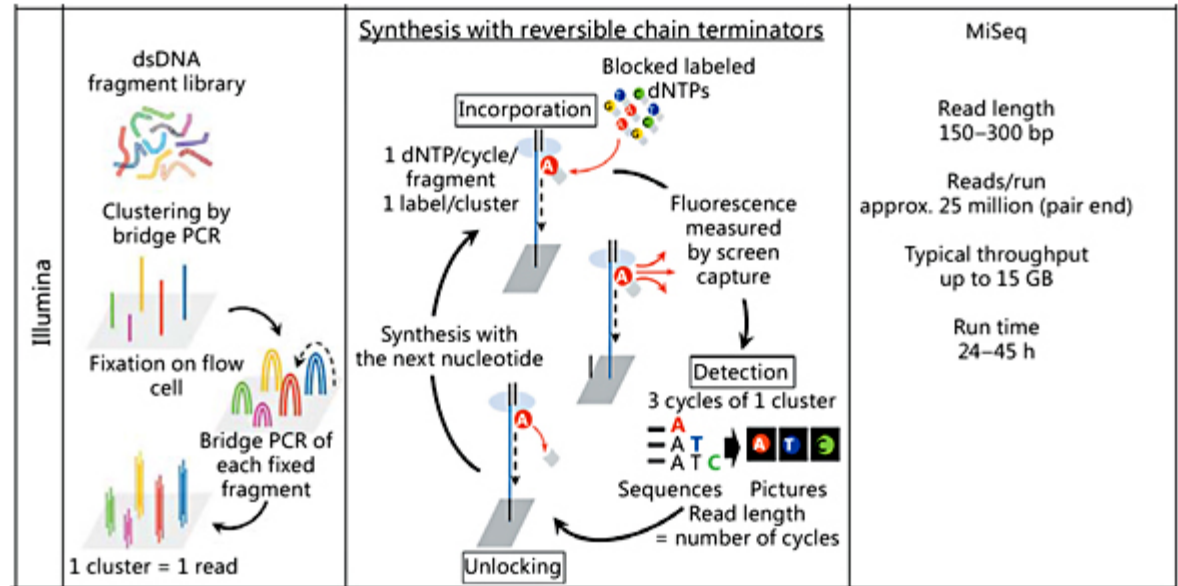 Illumina
dsDNA
fragment library
Clustering by
bridge PCR
Fixation on flow
cell
Bridge PCR of
each fixed
fragment
1 cluster = 1 read
Synthesis with reversible chain terminators
Blocked labeled
dNTPs
G
T
C
A
T
A
C
A
G
Incorporation
1 dNTP/cycle/
fragment
1 label/cluster
A
Fluorescence
measured
by screen
capture
A
Detection
3 cycles of 1 cluster
A
A T
A T C
A T C
Sequences Pictures
Read length
= number of cycles
Unlocking
A
Synthesis with
the next nucleotide
MiSeq
Read length
150–300 bp
Reads/run
approx. 25 million (pair end)
Typical throughput
up to 15 GB
Run time
24–45 h